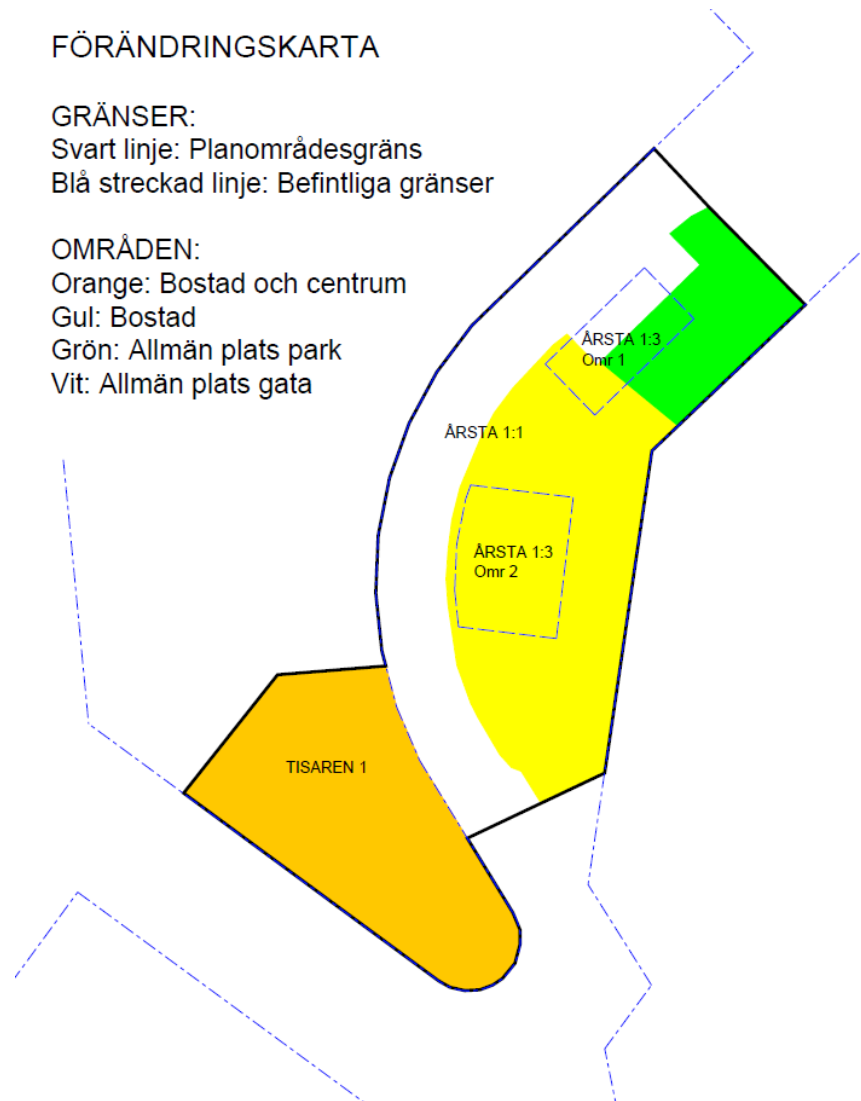 FÖRÄNDRINGSKARTA
GRÄNSER:
Svart linje: Planområdesgräns
Blå streckad linje: Befintliga gränser
OMRÅDEN:
Orange: Bostad och centrum
Gul: Bostad
Grön: Allmän plats park
Vit: Allmän plats gata
ÅRSTA 1:3
Omr 1
ÅRSTA 1:1
ÅRSTA 1:3
Omr 2
TISAREN 1